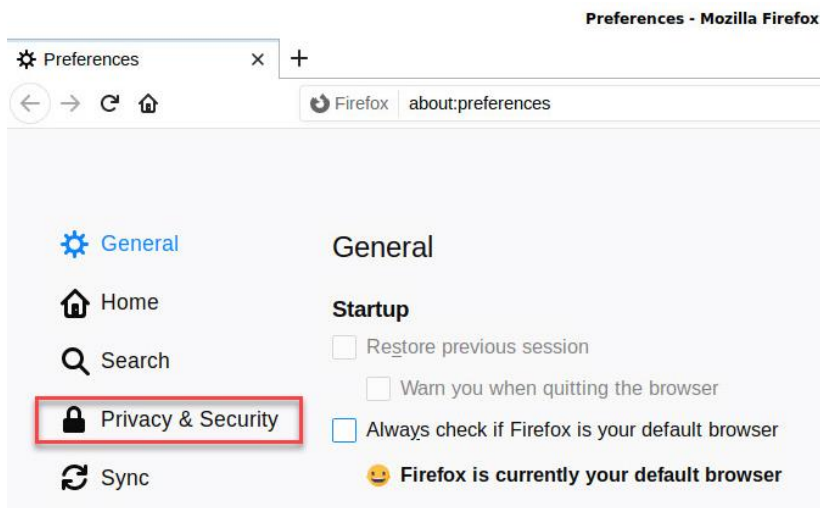 Preferences - Mozilla Firefox
Preferences
Firefox about:preferences
General
Home
Search
Privacy & Security
Sync
General
Startup
Restore previous session
Warn you when quitting the browser
Always check if Firefox is your default browser
Firefox is currently your default browser